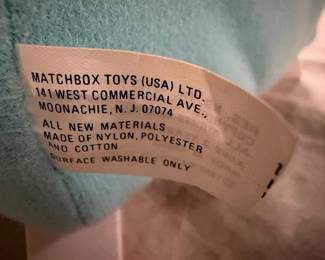 MATCHBOX TOYS (USA) LTD.
141 WEST COMMERCIAL AVE.,
MOONACHIE, N. J. 07074
ALL NEW MATERIALS
MADE OF NYLON, POLYESTER
AND COTTON
SURFACE WASHABLE ONLY